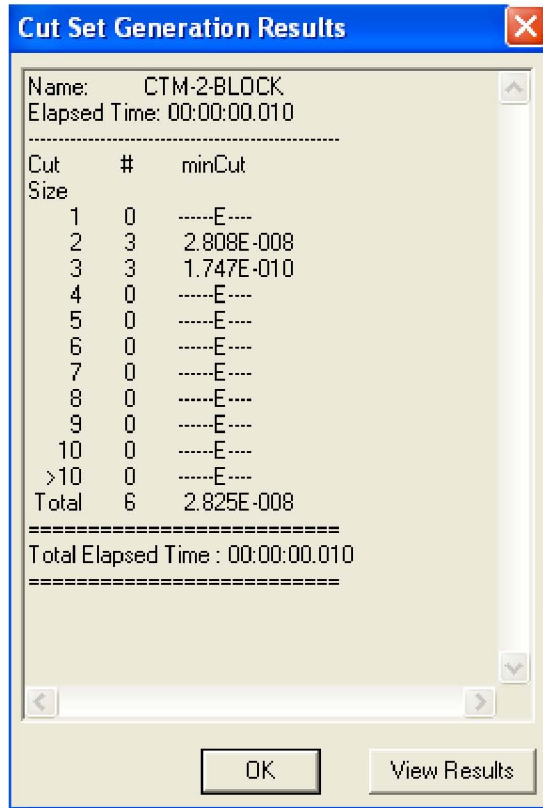 Cut Set Generation Results
Name: CTM-2-BLOCK
Elapsed Time: 00:00:00.010
---------------------------------------------
Cut # minCut
Size
1 0 ------E----
2 3 2.808E-008
3 3 1.747E-010
4 0 ------E----
5 0 ------E----
6 0 ------E----
7 0 ------E----
8 0 ------E----
9 0 ------E----
10 0 ------E----
>10 0 ------E----
Total 6 2.825E-008
==========================
Total Elapsed Time : 00:00:00.010
==========================
OK View Results